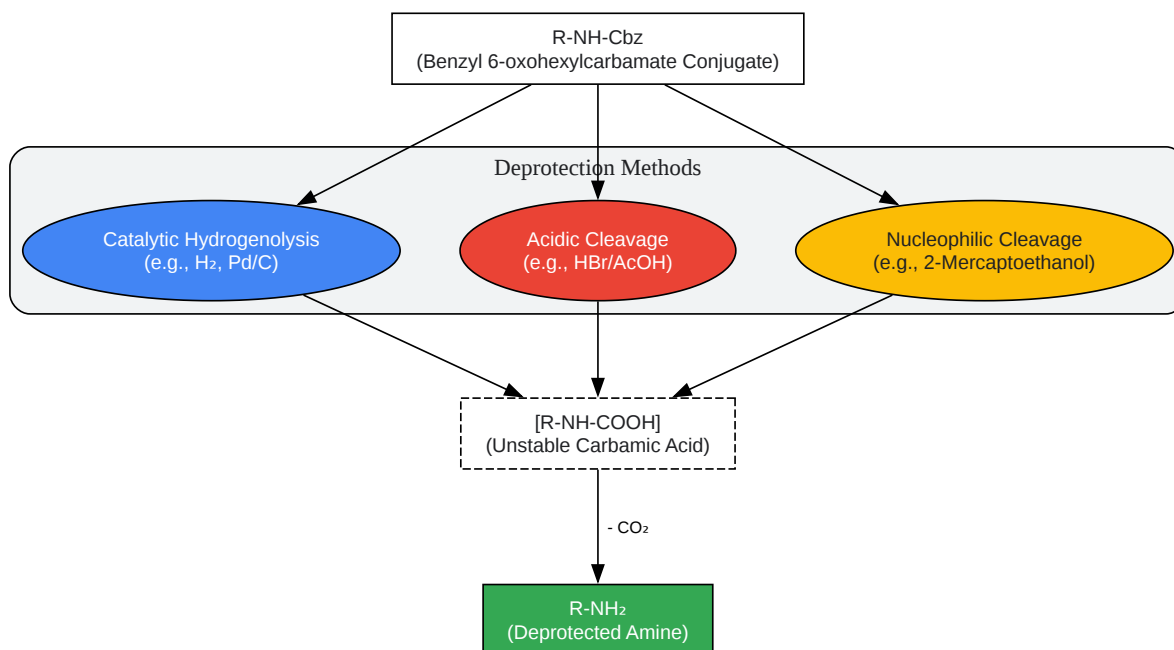 R-NH-Cbz
(Benzyl 6-oxohexylcarbamate Conjugate)
Deprotection Methods
Catalytic Hydrogenolysis
(e.g., H₂, Pd/C)
Acidic Cleavage
(e.g., HBr/AcOH)
Nucleophilic Cleavage
(e.g., 2-Mercaptoethanol)
[R-NH-COOH]
(Unstable Carbamic Acid)
- CO₂
R-NH₂
(Deprotected Amine)